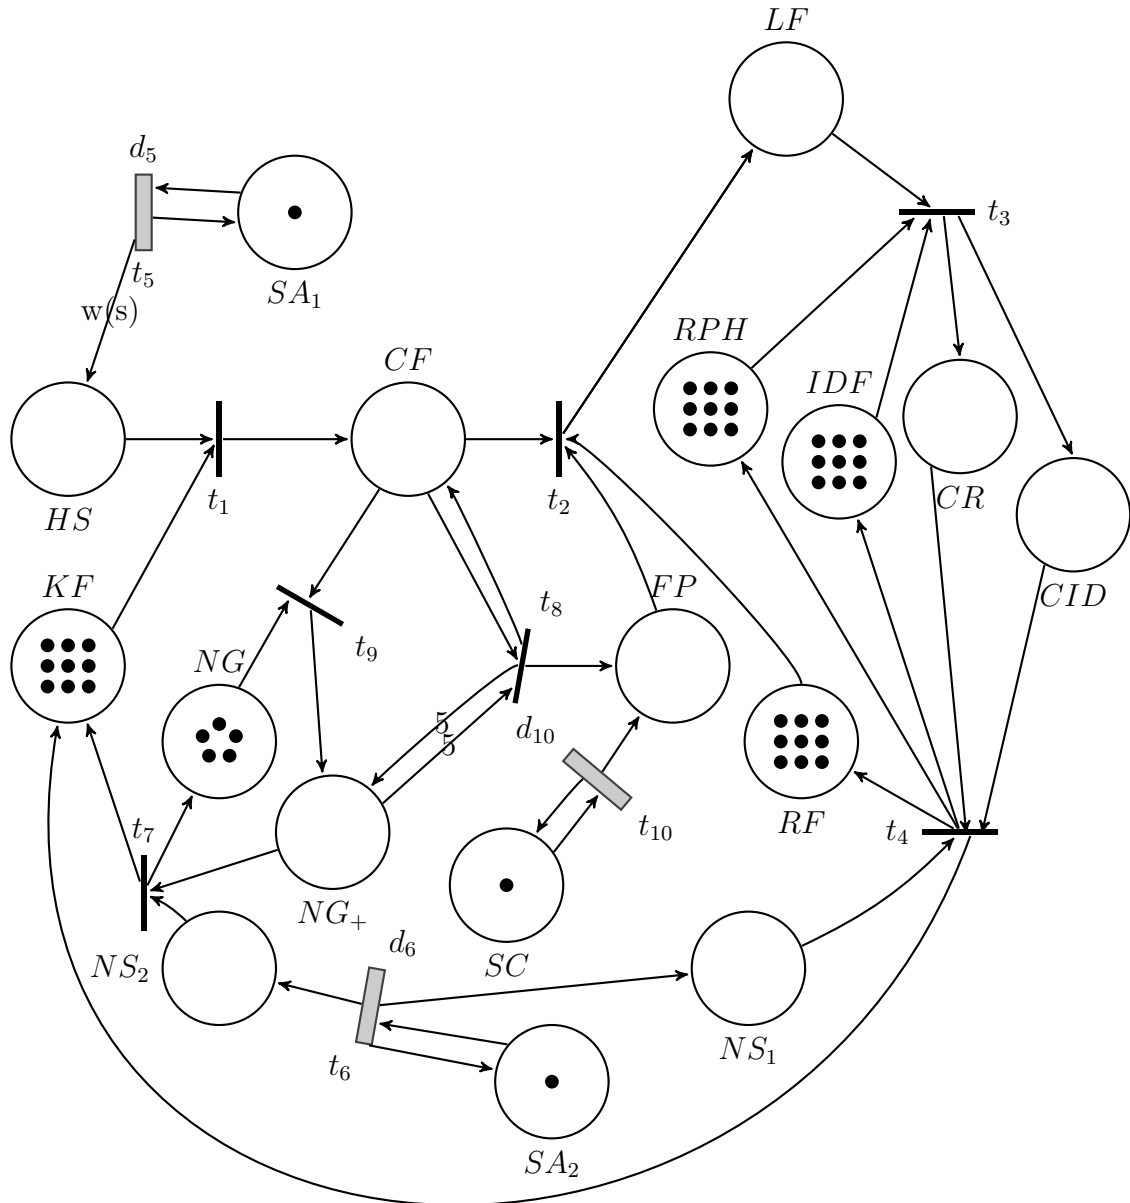 LF
d₅
t₃
t₅
SA₁
w(s)
RPH
CF
IDF
t₁
t₂
CR
HS
KF
FP
CID
t₈
t₉
NG
5
5
d₁₀
t₇
t₁₀
RF
t₄
NG₊
d₆
NS₂
SC
NS₁
t₆
SA₂